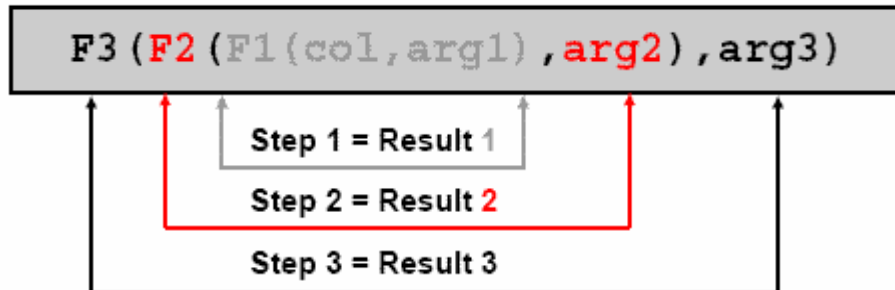 F3(F2(F1(col,arg1),arg2),arg3)
Step 1 = Result 1
Step 2 = Result 2
Step 3 = Result 3